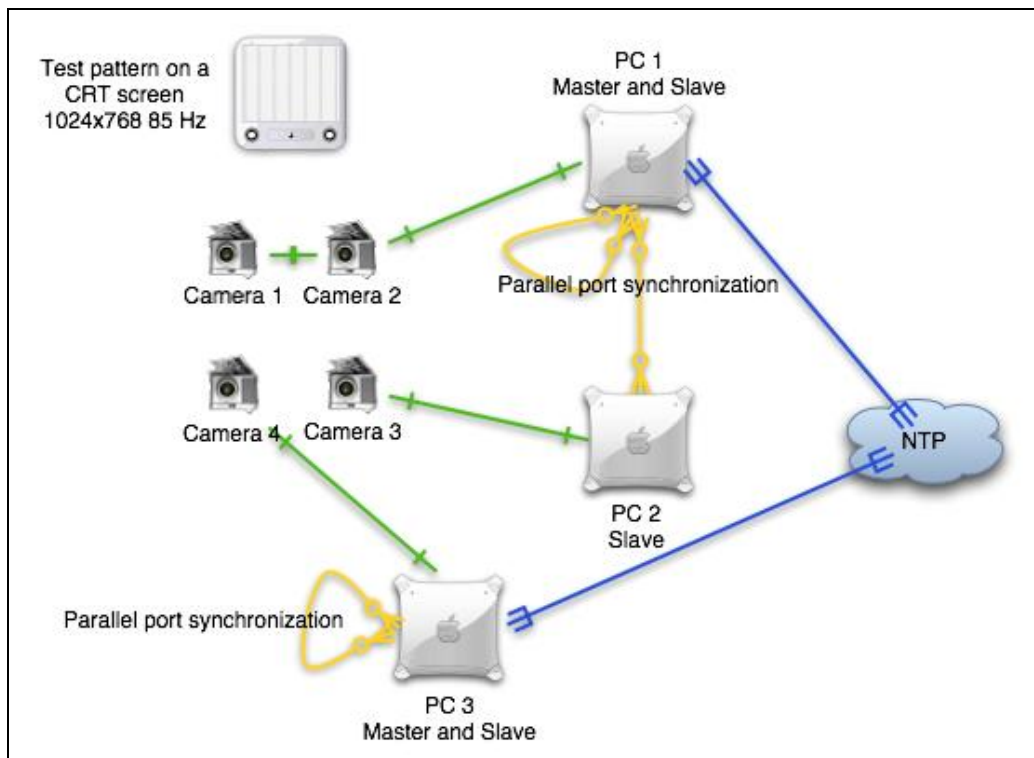 Test pattern on a
CRT screen
1024x768 85 Hz
PC 1
Master and Slave
Camera 1
Camera 2
Parallel port synchronization
Camera 4
Camera 3
NTP
PC 2
Slave
Parallel port synchronization
PC 3
Master and Slave